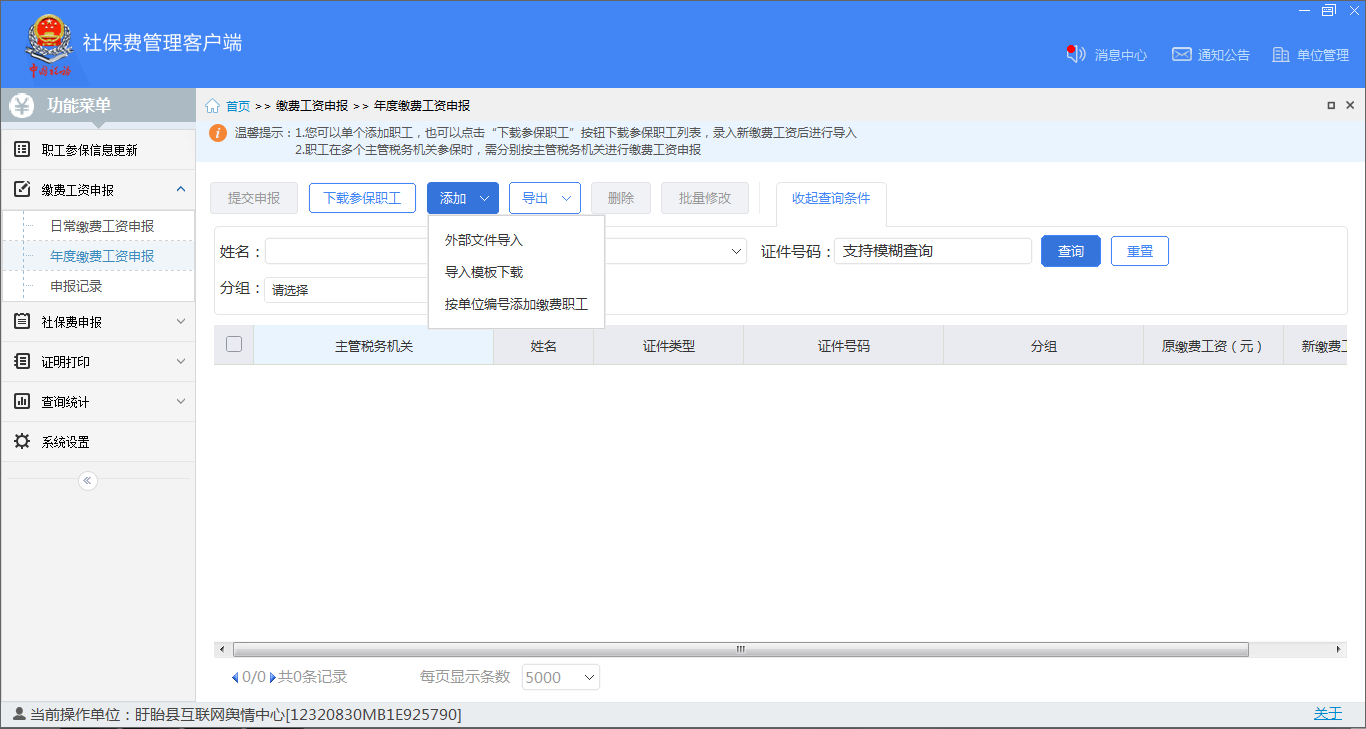 中国税务
社保费管理客户端
消息中心
通知公告
单位管理
功能菜单
首页 >> 缴费工资申报 >> 年度缴费工资申报
温馨提示：1.您可以单个添加职工，也可以点击“下载参保职工”按钮下载参保职工列表，录入新缴费工资后进行导入
2.职工在多个主管税务机关参保时，需分别按主管税务机关进行缴费工资申报
职工参保信息更新
缴费工资申报
日常缴费工资申报
年度缴费工资申报
申报记录
社保费申报
证明打印
查询统计
系统设置
提交申报
下载参保职工
添加
导出
删除
批量修改
收起查询条件
外部文件导入
导入模板下载
按单位编号添加缴费职工
姓名：
证件号码：
支持模糊查询
查询
重置
分组：
请选择
主管税务机关
姓名
证件类型
证件号码
分组
原缴费工资（元）
新缴费工
0/0
共0条记录
每页显示条数
5000
当前操作单位：盱眙县互联网舆情中心[12320830MB1E925790]
关于